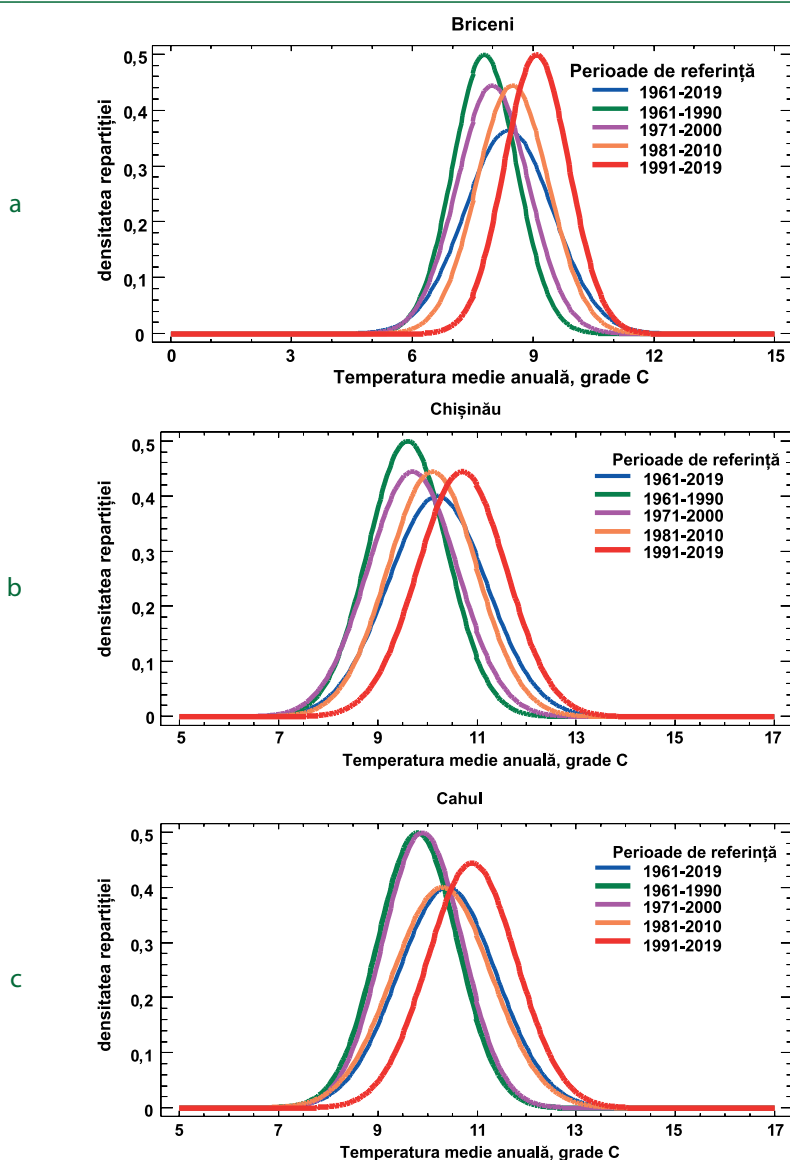 Briceni
a
densitatea repartiției
0,5
0,4
0,3
0,2
0,1
0
Perioade de referință
1961-2019
1961-1990
1971-2000
1981-2010
1991-2019
0 3 6 9 12 15
Temperatura medie anuală, grade C
Chișinău
b
densitatea repartiției
0,5
0,4
0,3
0,2
0,1
0
Perioade de referință
1961-2019
1961-1990
1971-2000
1981-2010
1991-2019
5 7 9 11 13 15 17
Temperatura medie anuală, grade C
Cahul
c
densitatea repartiției
0,5
0,4
0,3
0,2
0,1
0
Perioade de referință
1961-2019
1961-1990
1971-2000
1981-2010
1991-2019
5 7 9 11 13 15 17
Temperatura medie anuală, grade C